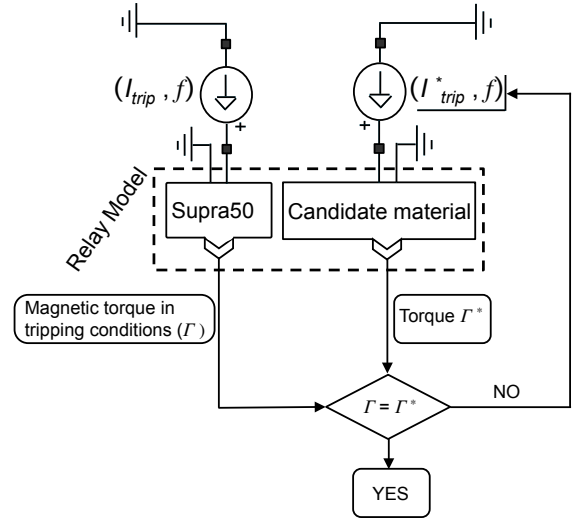 (I_trip , f)
(I*_trip , f)
+
+
Relay Model
Supra50
Candidate material
Magnetic torque in
tripping conditions (Γ)
Torque Γ*
Γ = Γ*
NO
YES